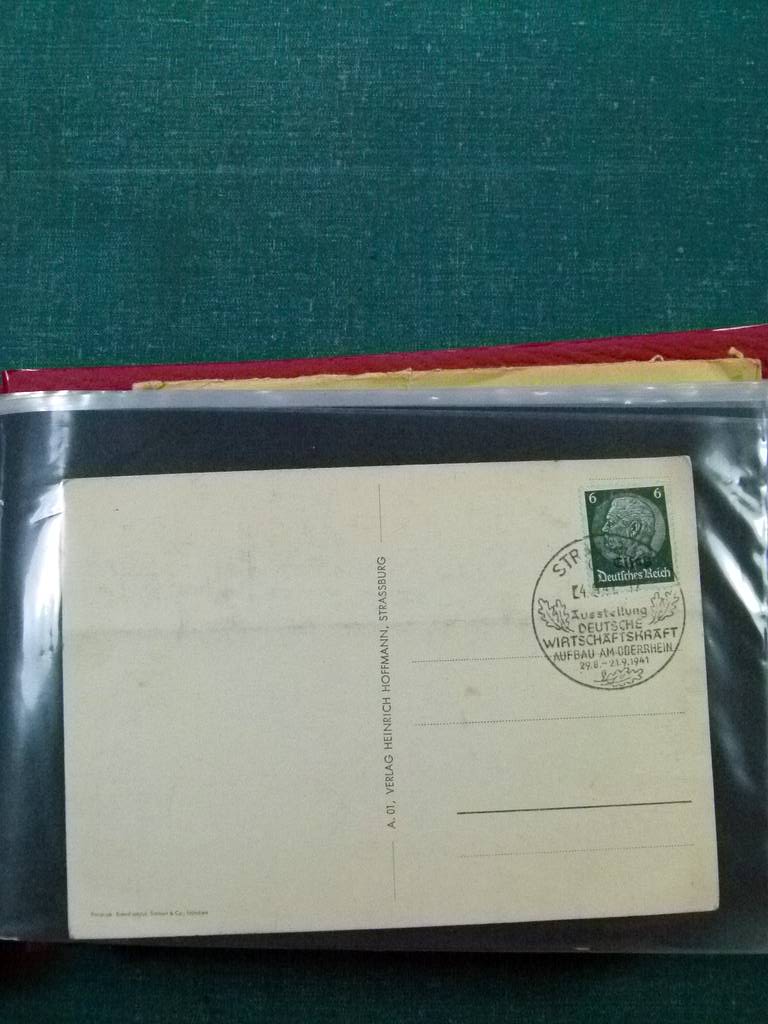 6 6
Elsaß
Deutsches Reich
Ausstellung
DEUTSCHE
WIRTSCHAFTSKRAFT
AUFBAU AM OBERRHEIN
29.8. - 21.9.1941
A. 01, VERLAG HEINRICH HOFFMANN, STRASSBURG